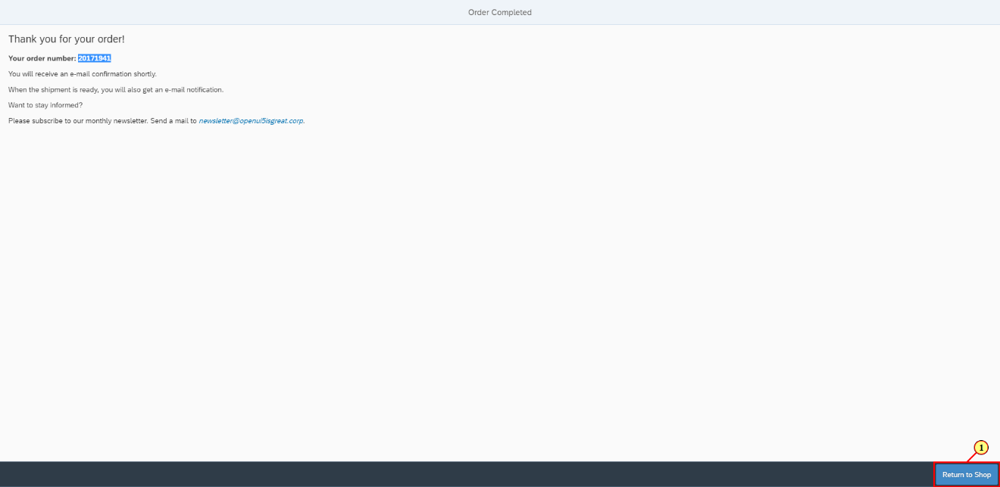 Order Completed
Thank you for your order!
Your order number: 20171941
You will receive an e-mail confirmation shortly.
When the shipment is ready, you will also get an e-mail notification.
Want to stay informed?
Please subscribe to our monthly newsletter. Send a mail to newsletter@openui5isgreat.corp.
1
Return to Shop